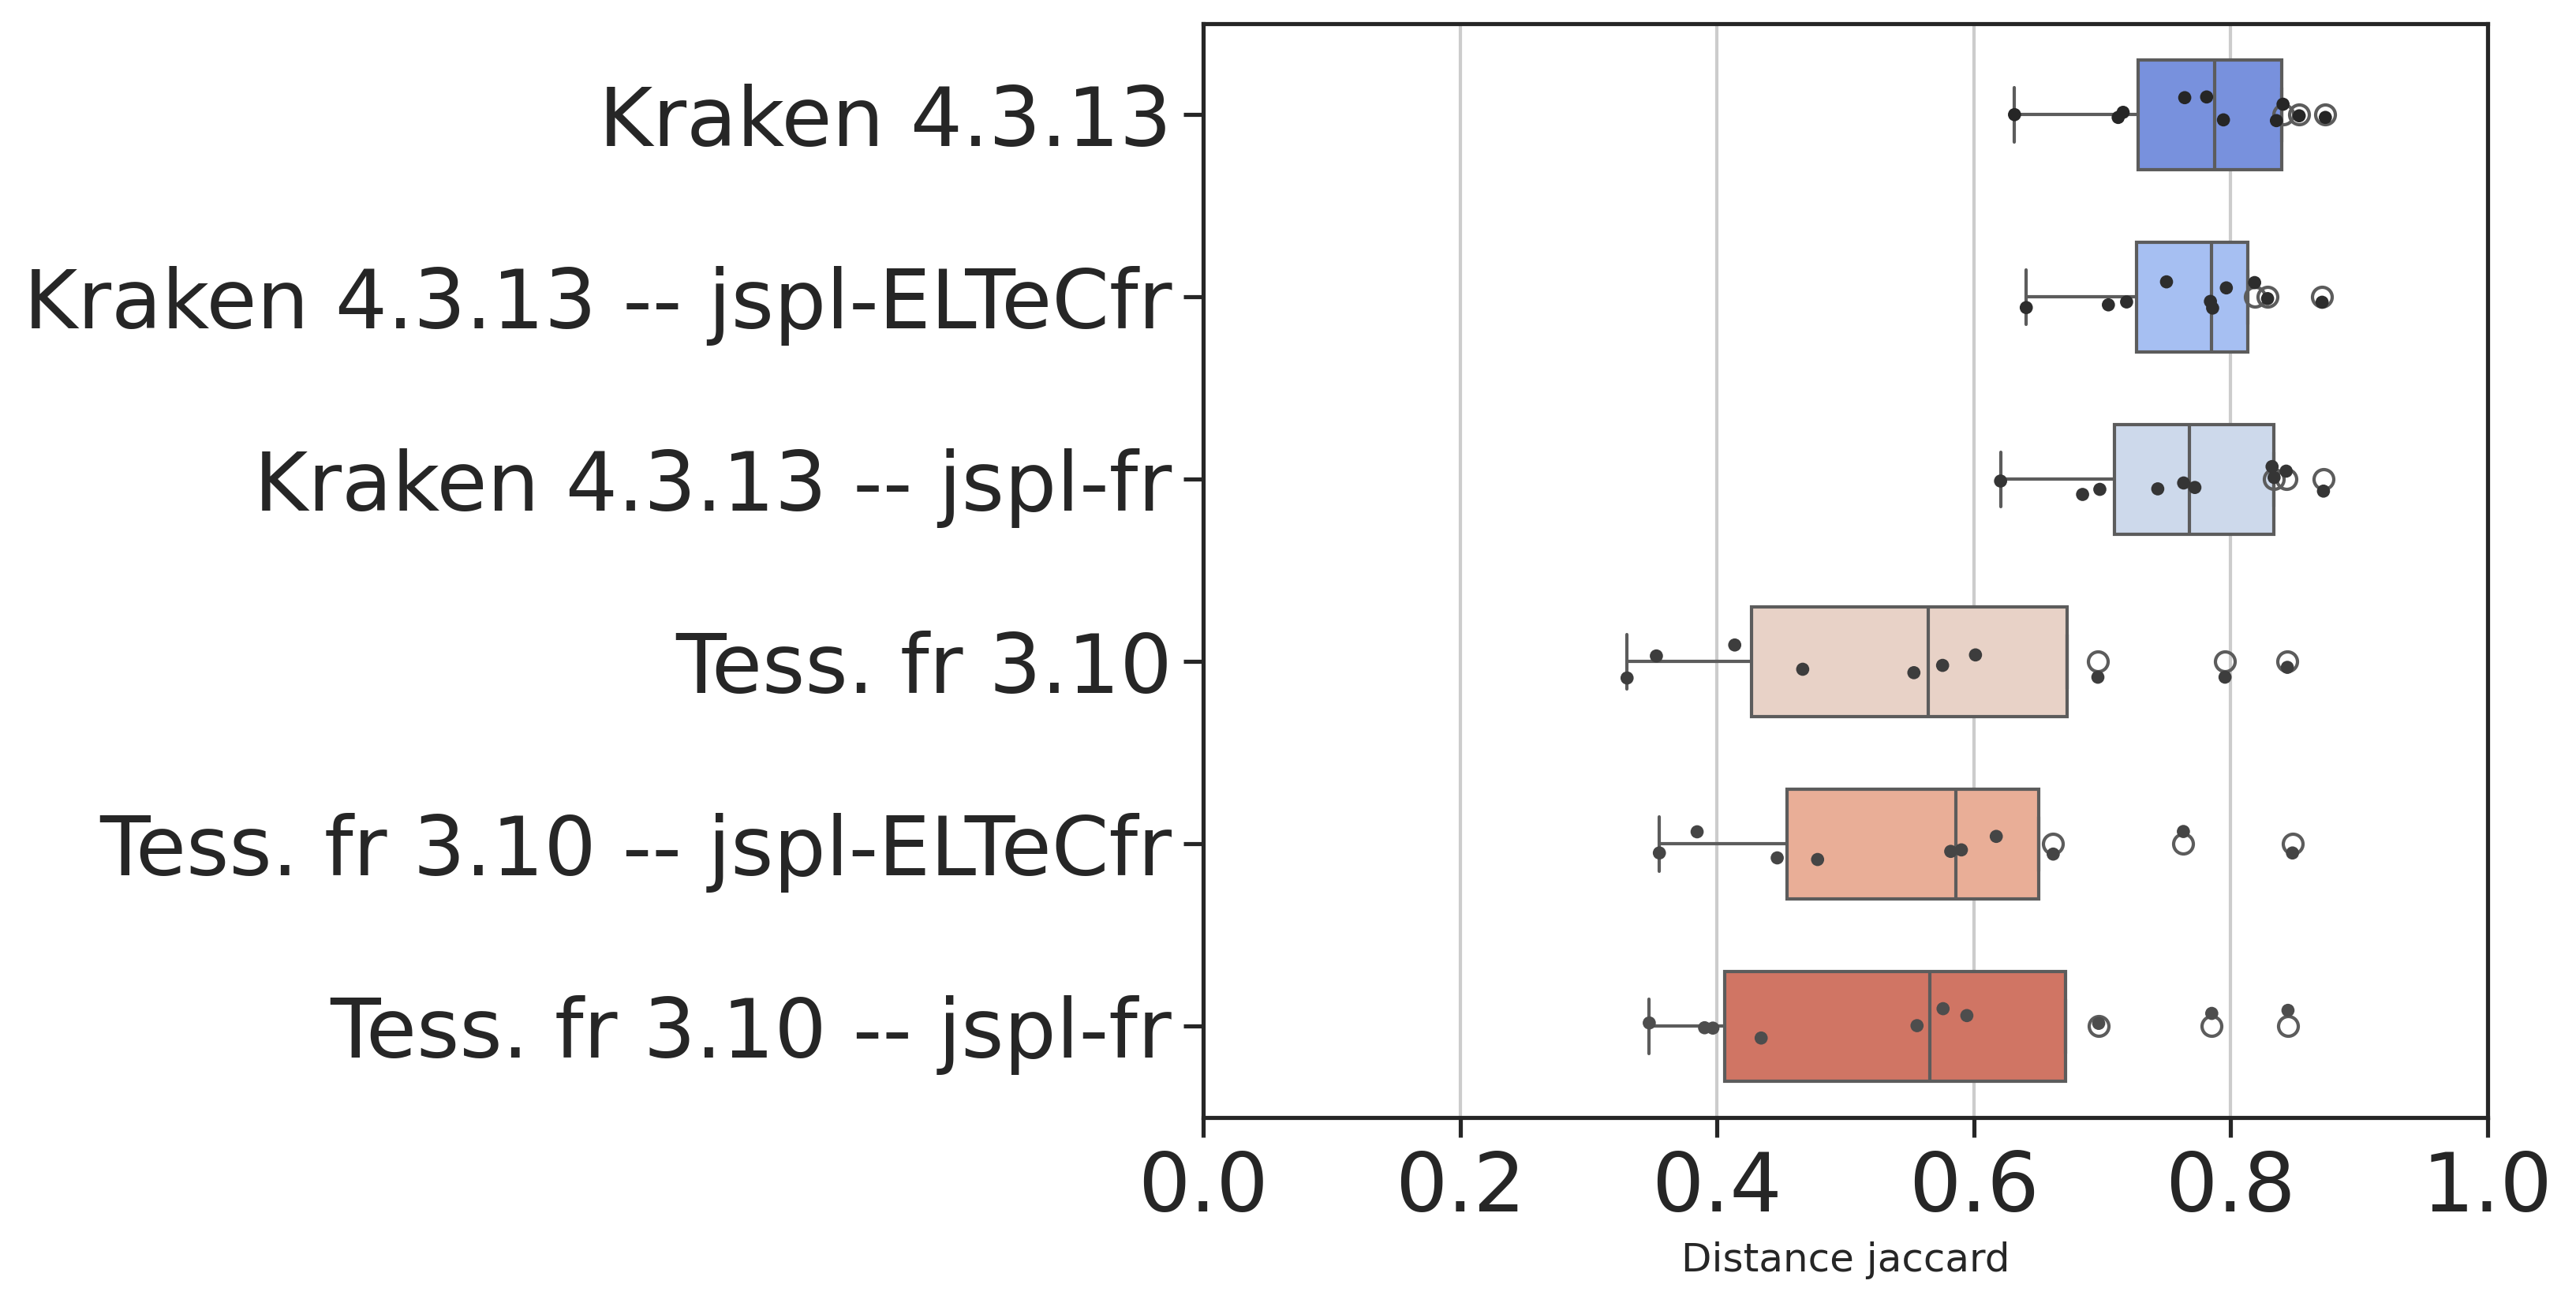 Kraken 4.3.13
Kraken 4.3.13 -- jspl-ELTeCfr
Kraken 4.3.13 -- jspl-fr
Tess. fr 3.10
Tess. fr 3.10 -- jspl-ELTeCfr
Tess. fr 3.10 -- jspl-fr
0.0 0.2 0.4 0.6 0.8 1.0
Distance jaccard